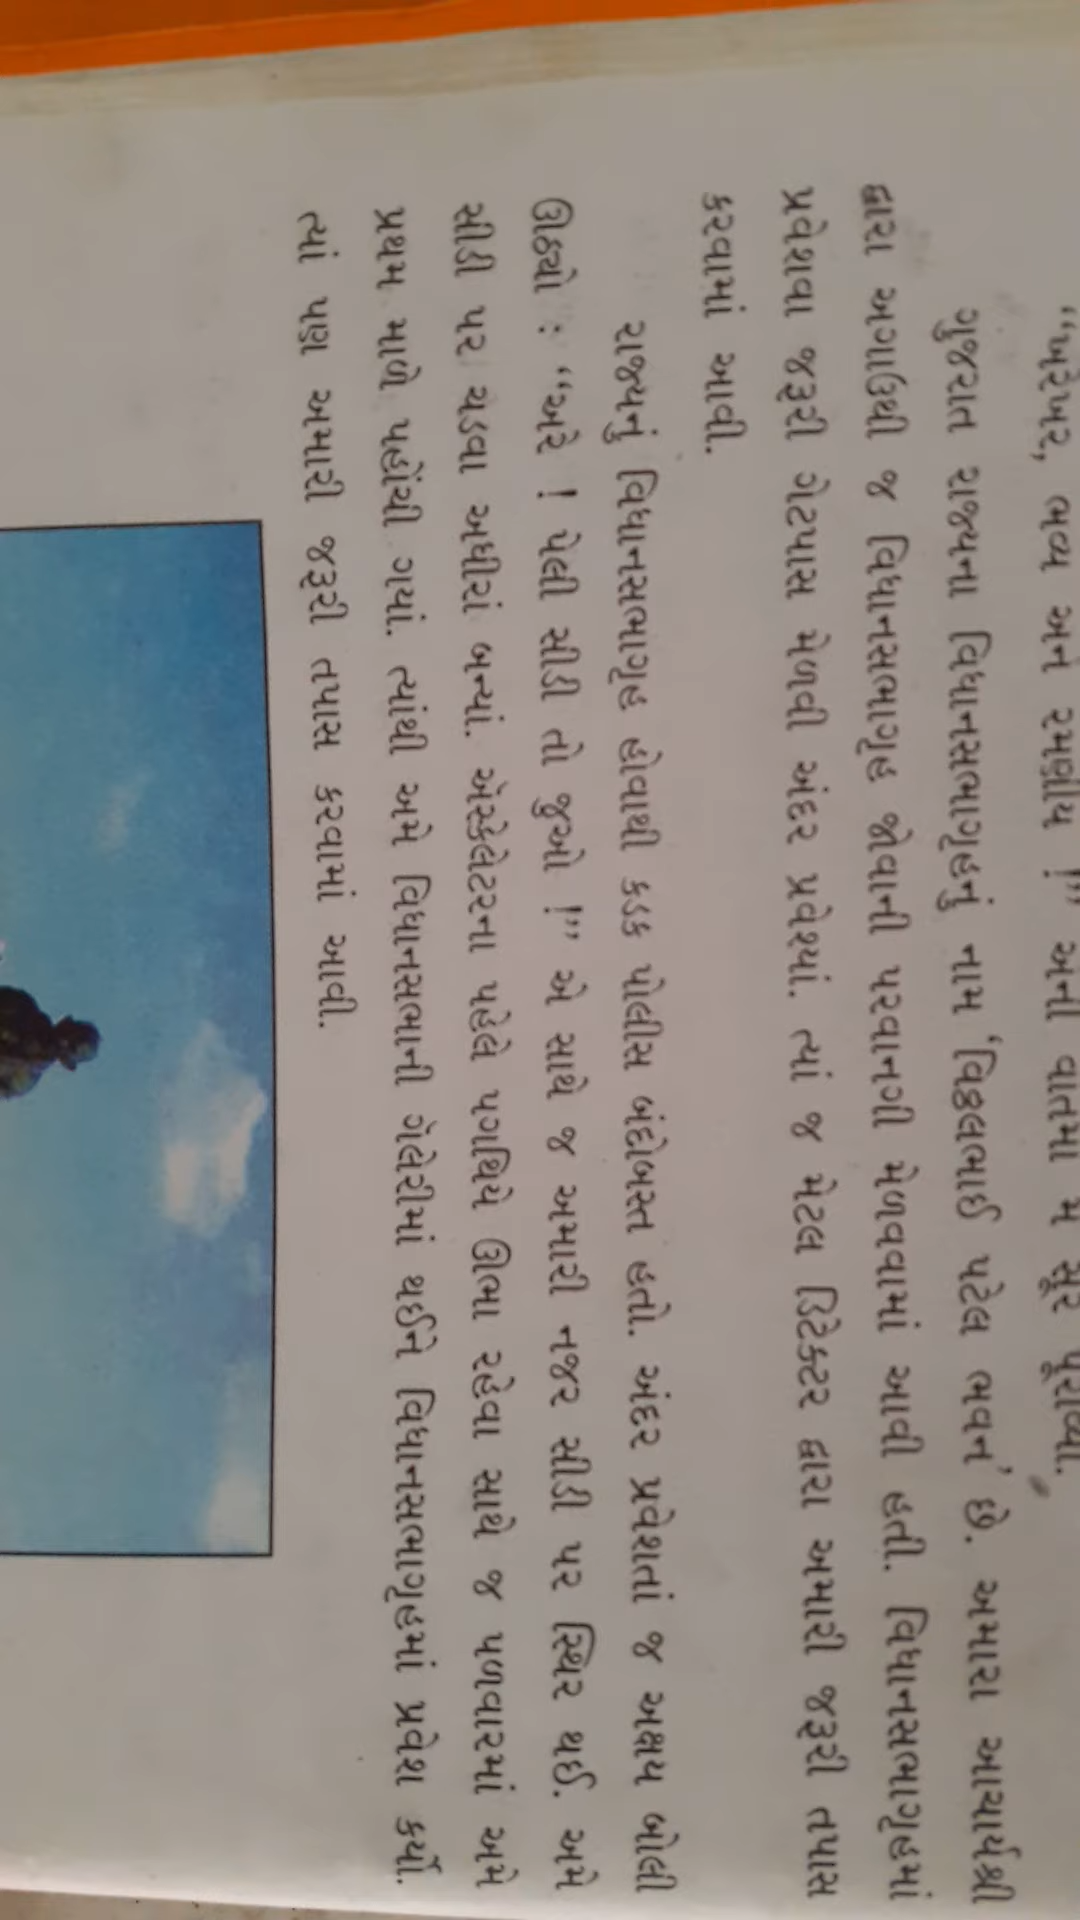 “ખરેખર, ભવ્ય અને રમણીય !” અની વાતમાં મેં સૂર પૂરાવ્યો.
ગુજરાત રાજ્યના વિધાનસભાગૃહનું નામ ‘વિઠ્ઠલભાઈ પટેલ ભવન’ છે. અમારા આચાર્યશ્રી
દ્વારા અગાઉથી જ વિધાનસભાગૃહ જોવાની પરવાનગી મેળવવામાં આવી હતી. વિધાનસભાગૃહમાં
પ્રવેશવા જરૂરી ગેટપાસ મેળવી અંદર પ્રવેશ્યાં. ત્યાં જ મેટલ ડિટેક્ટર દ્વારા અમારી જરૂરી તપાસ
કરવામાં આવી.
રાજ્યનું વિધાનસભાગૃહ હોવાથી કડક પોલીસ બંદોબસ્ત હતો. અંદર પ્રવેશતાં જ અક્ષય બોલી
ઊઠ્યો : “અરે ! પેલી સીડી તો જુઓ !” એ સાથે જ અમારી નજર સીડી પર સ્થિર થઈ. અમે
સીડી પર ચડવા અધીરાં બન્યાં. એસ્કેલેટરના પહેલે પગથિયે ઊભા રહેવા સાથે જ પળવારમાં અમે
પ્રથમ માળે પહોંચી ગયાં. ત્યાંથી અમે વિધાનસભાની ગેલેરીમાં થઈને વિધાનસભાગૃહમાં પ્રવેશ કર્યો.
ત્યાં પણ અમારી જરૂરી તપાસ કરવામાં આવી.